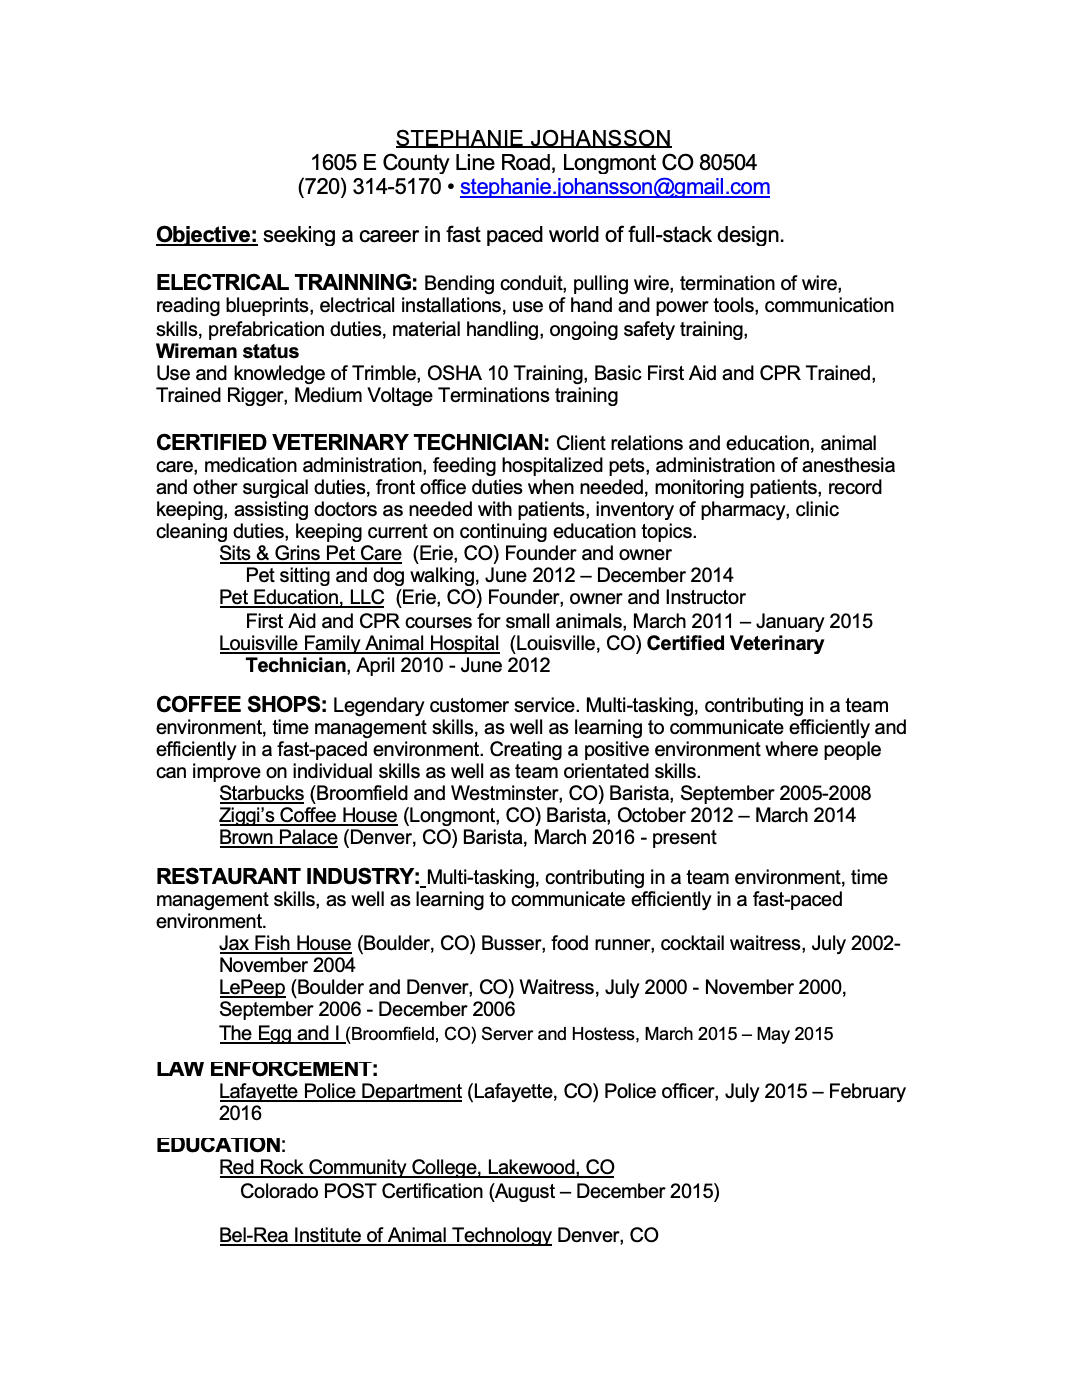 STEPHANIE JOHANSSON
1605 E County Line Road, Longmont CO 80504
(720) 314-5170 • stephanie.johansson@gmail.com
Objective: seeking a career in fast paced world of full-stack design.
ELECTRICAL TRAINNING: Bending conduit, pulling wire, termination of wire,
reading blueprints, electrical installations, use of hand and power tools, communication
skills, prefabrication duties, material handling, ongoing safety training,
Wireman status
Use and knowledge of Trimble, OSHA 10 Training, Basic First Aid and CPR Trained,
Trained Rigger, Medium Voltage Terminations training
CERTIFIED VETERINARY TECHNICIAN: Client relations and education, animal
care, medication administration, feeding hospitalized pets, administration of anesthesia
and other surgical duties, front office duties when needed, monitoring patients, record
keeping, assisting doctors as needed with patients, inventory of pharmacy, clinic
cleaning duties, keeping current on continuing education topics.
Sits & Grins Pet Care (Erie, CO) Founder and owner
Pet sitting and dog walking, June 2012 – December 2014
Pet Education, LLC (Erie, CO) Founder, owner and Instructor
First Aid and CPR courses for small animals, March 2011 – January 2015
Louisville Family Animal Hospital (Louisville, CO) Certified Veterinary
Technician, April 2010 - June 2012
COFFEE SHOPS: Legendary customer service. Multi-tasking, contributing in a team
environment, time management skills, as well as learning to communicate efficiently and
efficiently in a fast-paced environment. Creating a positive environment where people
can improve on individual skills as well as team orientated skills.
Starbucks (Broomfield and Westminster, CO) Barista, September 2005-2008
Ziggi's Coffee House (Longmont, CO) Barista, October 2012 – March 2014
Brown Palace (Denver, CO) Barista, March 2016 - present
RESTAURANT INDUSTRY: Multi-tasking, contributing in a team environment, time
management skills, as well as learning to communicate efficiently in a fast-paced
environment.
Jax Fish House (Boulder, CO) Busser, food runner, cocktail waitress, July 2002-
November 2004
LePeep (Boulder and Denver, CO) Waitress, July 2000 - November 2000,
September 2006 - December 2006
The Egg and I (Broomfield, CO) Server and Hostess, March 2015 – May 2015
LAW ENFORCEMENT:
Lafayette Police Department (Lafayette, CO) Police officer, July 2015 – February
2016
EDUCATION:
Red Rock Community College, Lakewood, CO
Colorado POST Certification (August – December 2015)
Bel-Rea Institute of Animal Technology Denver, CO